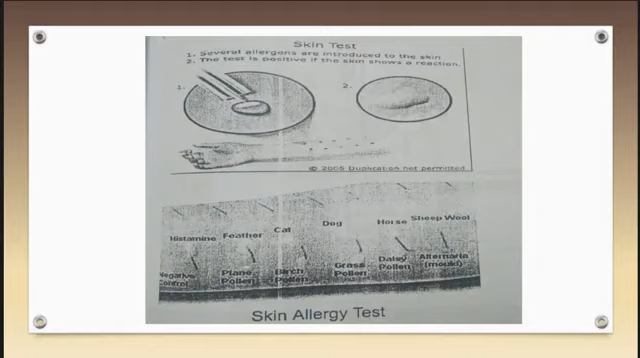 Skin Test
1. Several allergens are introduced to the skin
2. The test is positive if the skin shows a reaction.
1.
2.
© 2005 Duplication not permitted
Histamine Feather Cat Dog Horse Sheep Wool
Negative Control Plane Pollen Birch Pollen Grass Pollen Daisy Pollen Alternaria (mould)
Skin Allergy Test